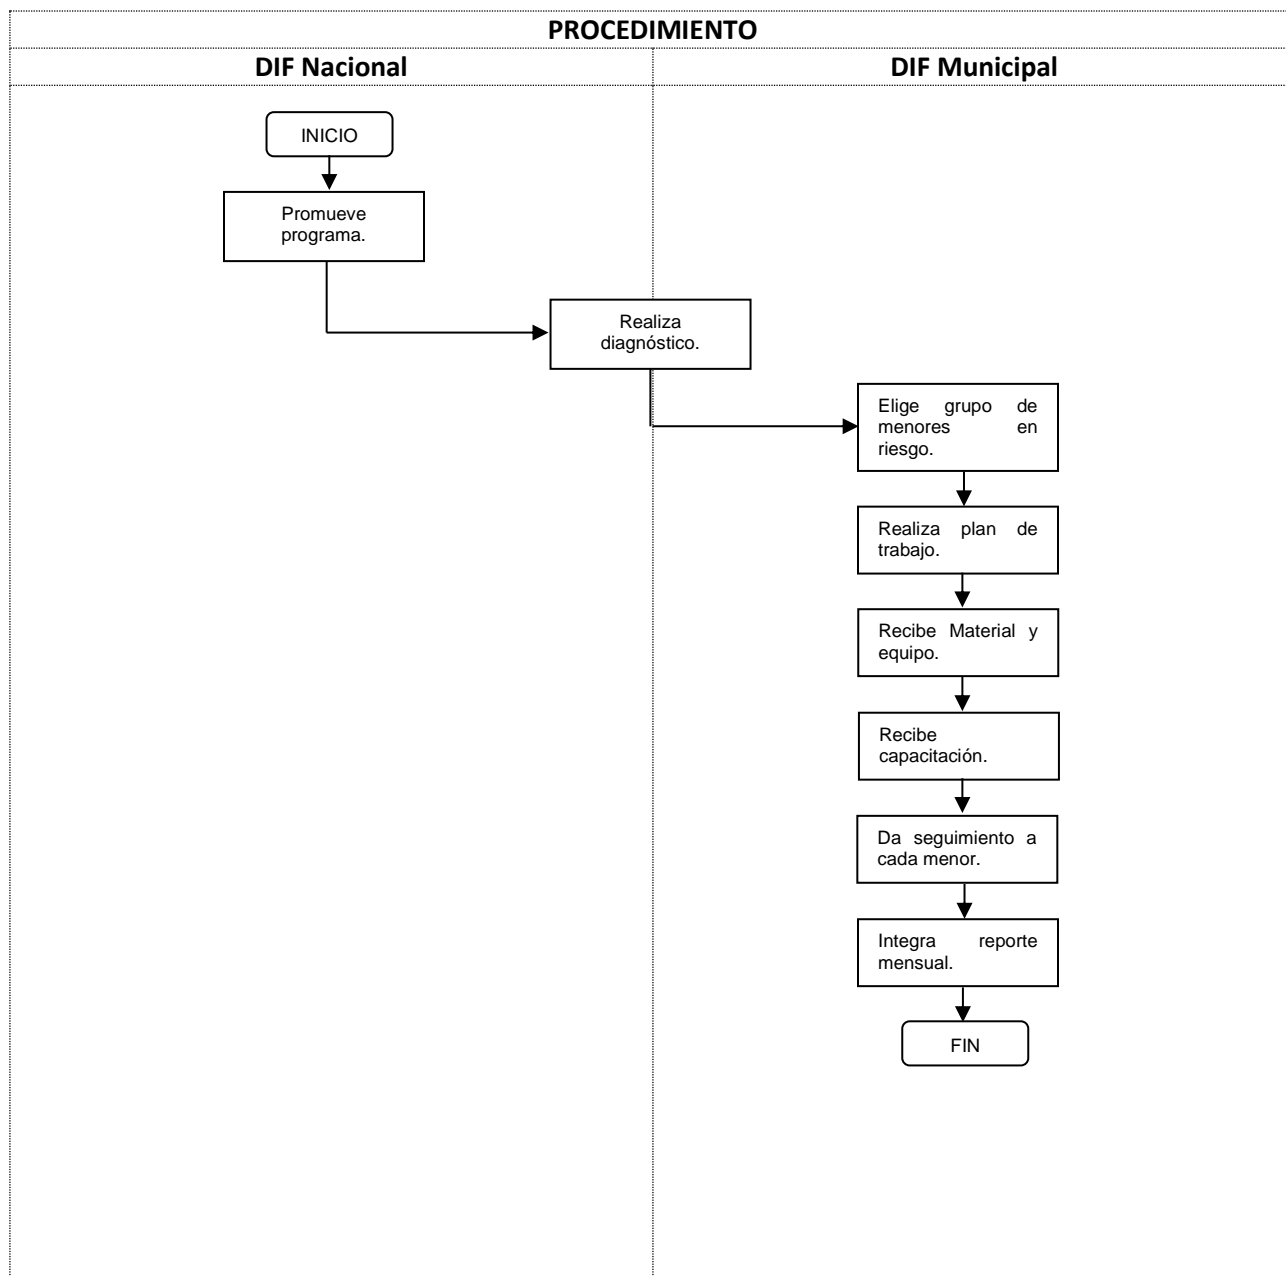 PROCEDIMIENTO
DIF Nacional
DIF Municipal
INICIO
Promueve
programa.
Realiza
diagnóstico.
Elige grupo de
menores en
riesgo.
Realiza plan de
trabajo.
Recibe Material y
equipo.
Recibe
capacitación.
Da seguimiento a
cada menor.
Integra reporte
mensual.
FIN